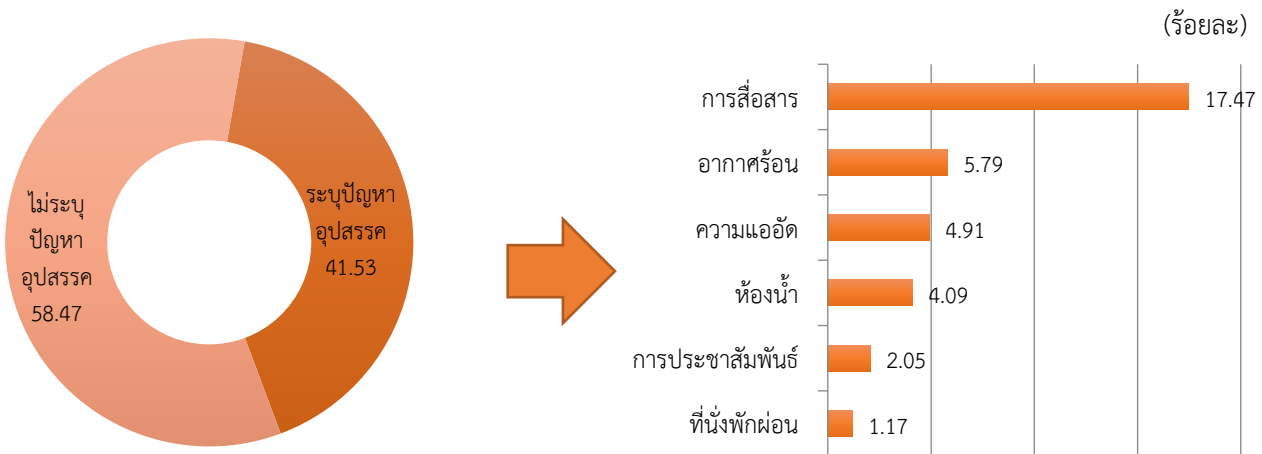 ไม่ระบุ
ปัญหา
อุปสรรค
58.47
ระบุปัญหา
อุปสรรค
41.53
(ร้อยละ)
การสื่อสาร 17.47
อากาศร้อน 5.79
ความแออัด 4.91
ห้องน้ำ 4.09
การประชาสัมพันธ์ 2.05
ที่นั่งพักผ่อน 1.17